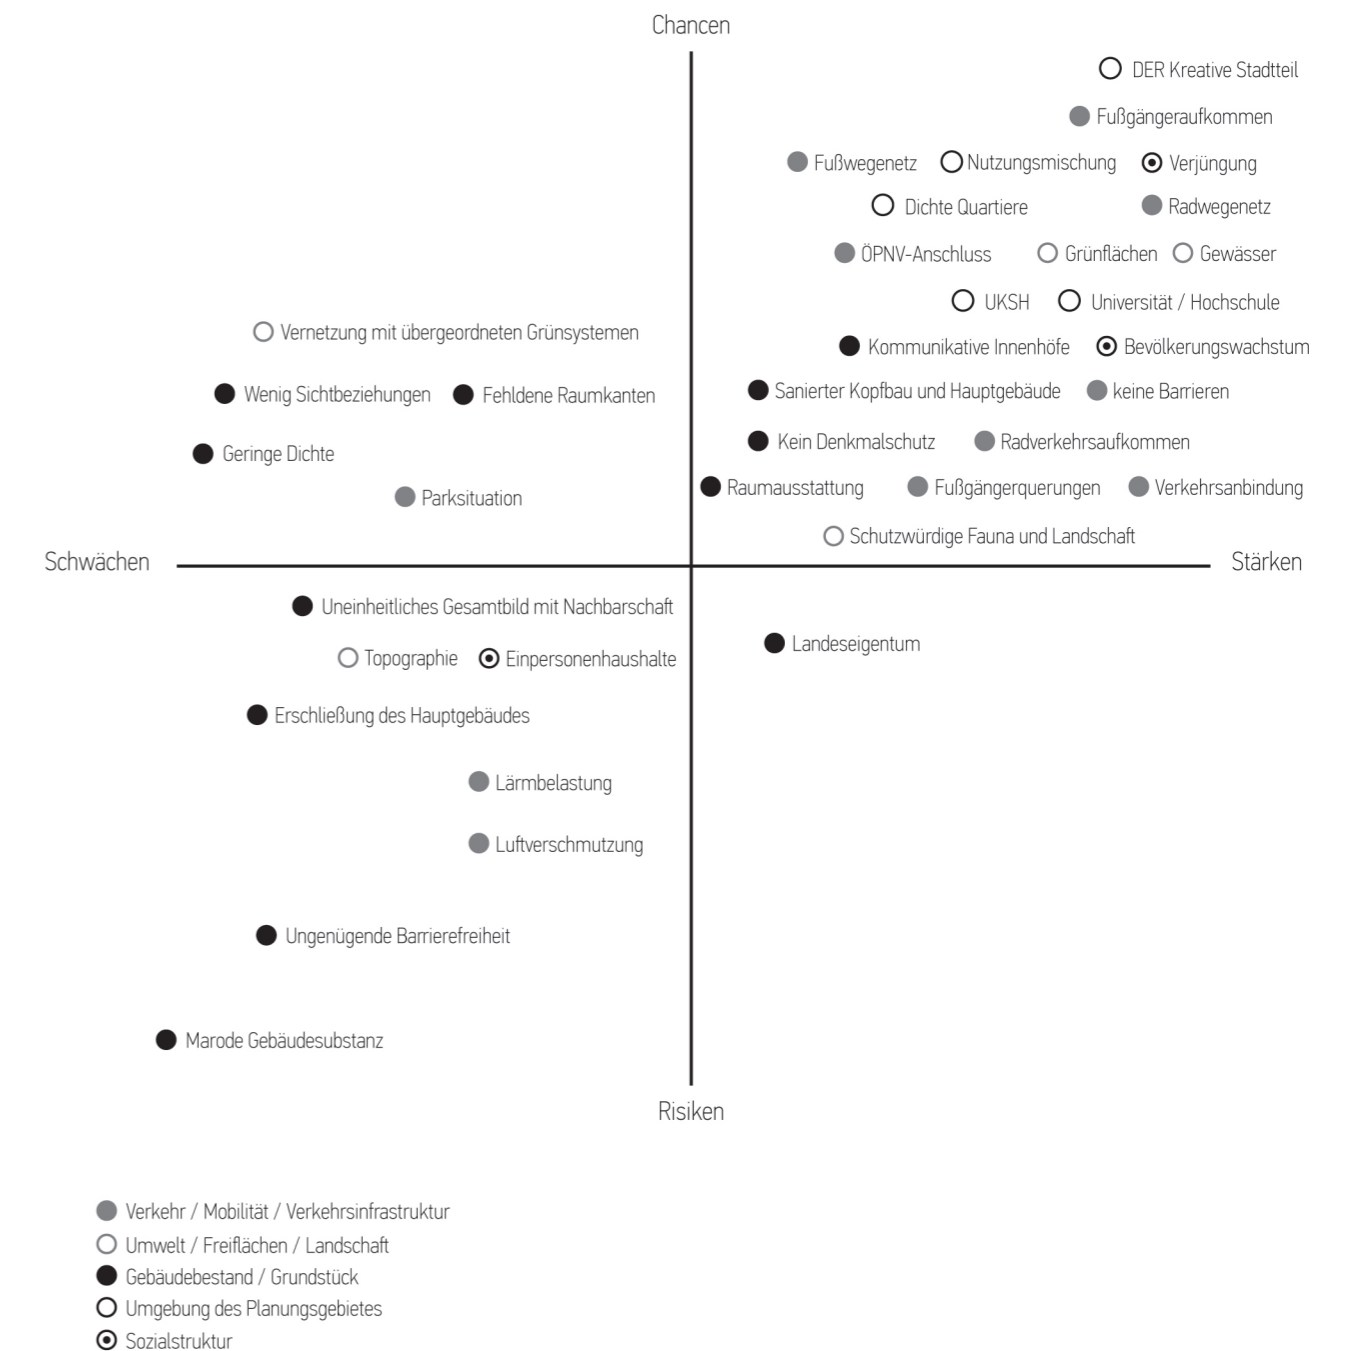 Chancen
DER Kreative Stadtteil
Fußgängeraufkommen
Fußwegenetz
Nutzungsmischung
Verjüngung
Dichte Quartiere
Radwegenetz
ÖPNV-Anschluss
Grünflächen
Gewässer
UKSH
Universität / Hochschule
Vernetzung mit übergeordneten Grünsystemen
Kommunikative Innenhöfe
Bevölkerungswachstum
Wenig Sichtbeziehungen
Fehldene Raumkanten
Sanierter Kopfbau und Hauptgebäude
keine Barrieren
Geringe Dichte
Kein Denkmalschutz
Radverkehrsaufkommen
Parksituation
Raumausstattung
Fußgängerquerungen
Verkehrsanbindung
Schutzwürdige Fauna und Landschaft
Schwächen
Stärken
Uneinheitliches Gesamtbild mit Nachbarschaft
Landeseigentum
Topographie
Einpersonenhaushalte
Erschließung des Hauptgebäudes
Lärmbelastung
Luftverschmutzung
Ungenügende Barrierefreiheit
Marode Gebäudesubstanz
Risiken
Verkehr / Mobilität / Verkehrsinfrastruktur
Umwelt / Freiflächen / Landschaft
Gebäudebestand / Grundstück
Umgebung des Planungsgebietes
Sozialstruktur